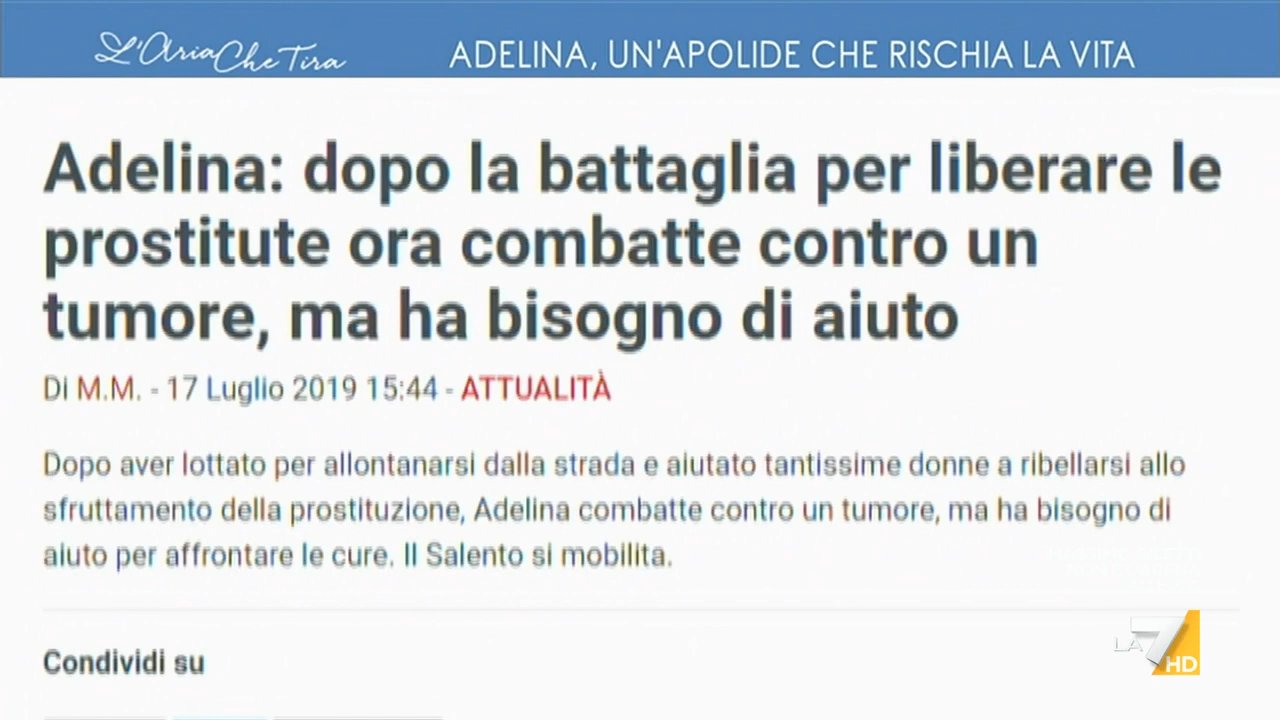 L'Aria Che Tira
ADELINA, UN'APOLIDE CHE RISCHIA LA VITA
Adelina: dopo la battaglia per liberare le
prostitute ora combatte contro un
tumore, ma ha bisogno di aiuto
Di M.M. - 17 Luglio 2019 15:44 - ATTUALITÀ
Dopo aver lottato per allontanarsi dalla strada e aiutato tantissime donne a ribellarsi allo
sfruttamento della prostituzione, Adelina combatte contro un tumore, ma ha bisogno di
aiuto per affrontare le cure. Il Salento si mobilita.
LA 7 HD
Condividi su